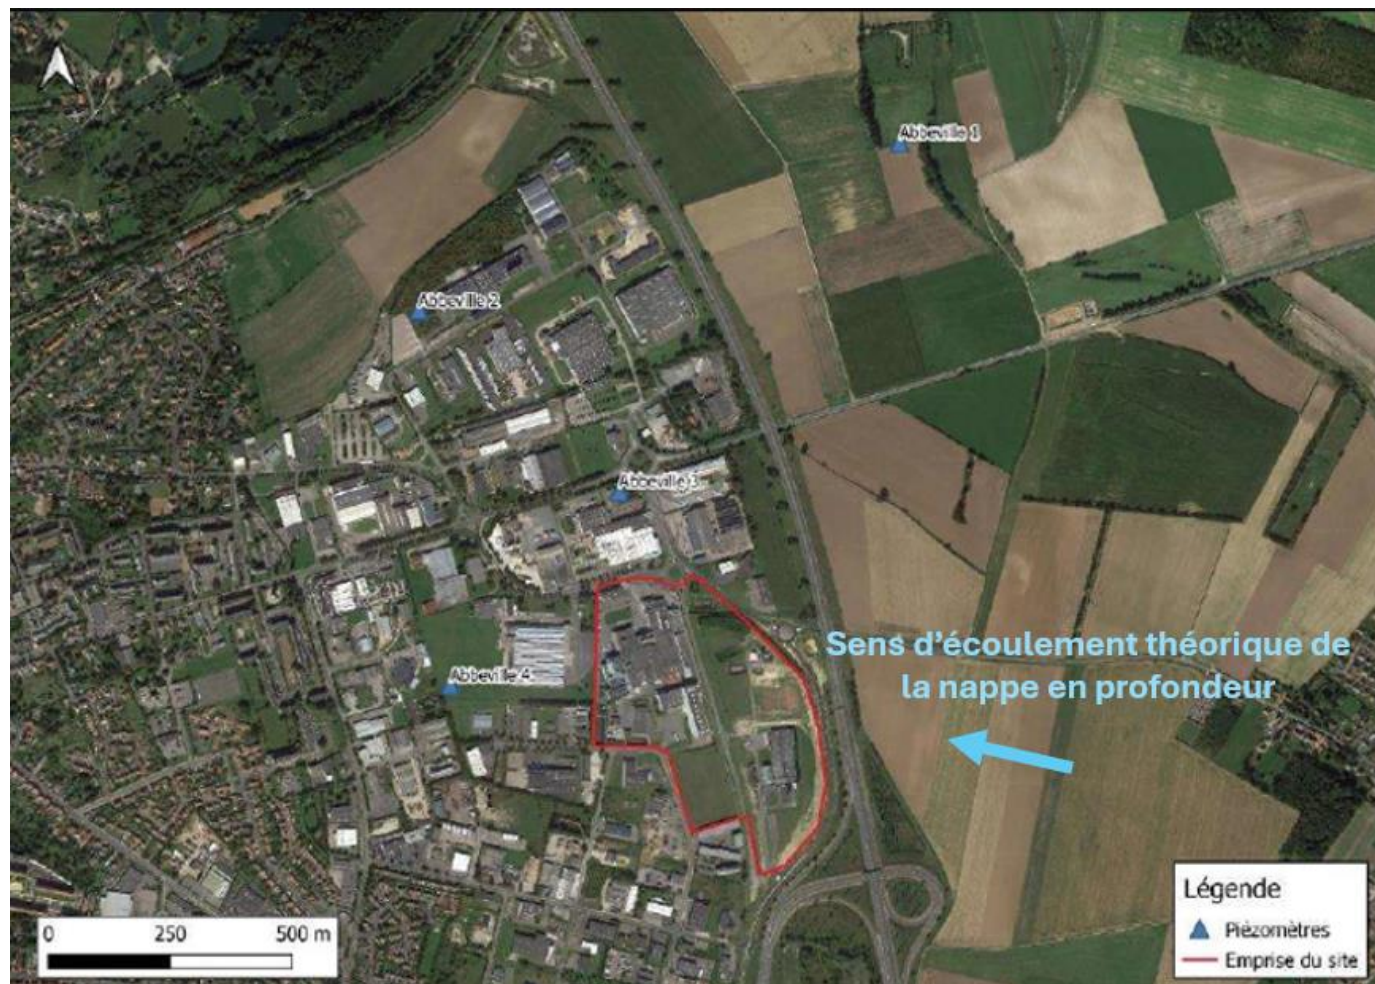 Abbeville 1
Abbeville 2
Abbeville 3
Sens d'écoulement théorique de
la nappe en profondeur
Abbeville 4
Légende
Piézomètres
Emprise du site
0 250 500 m